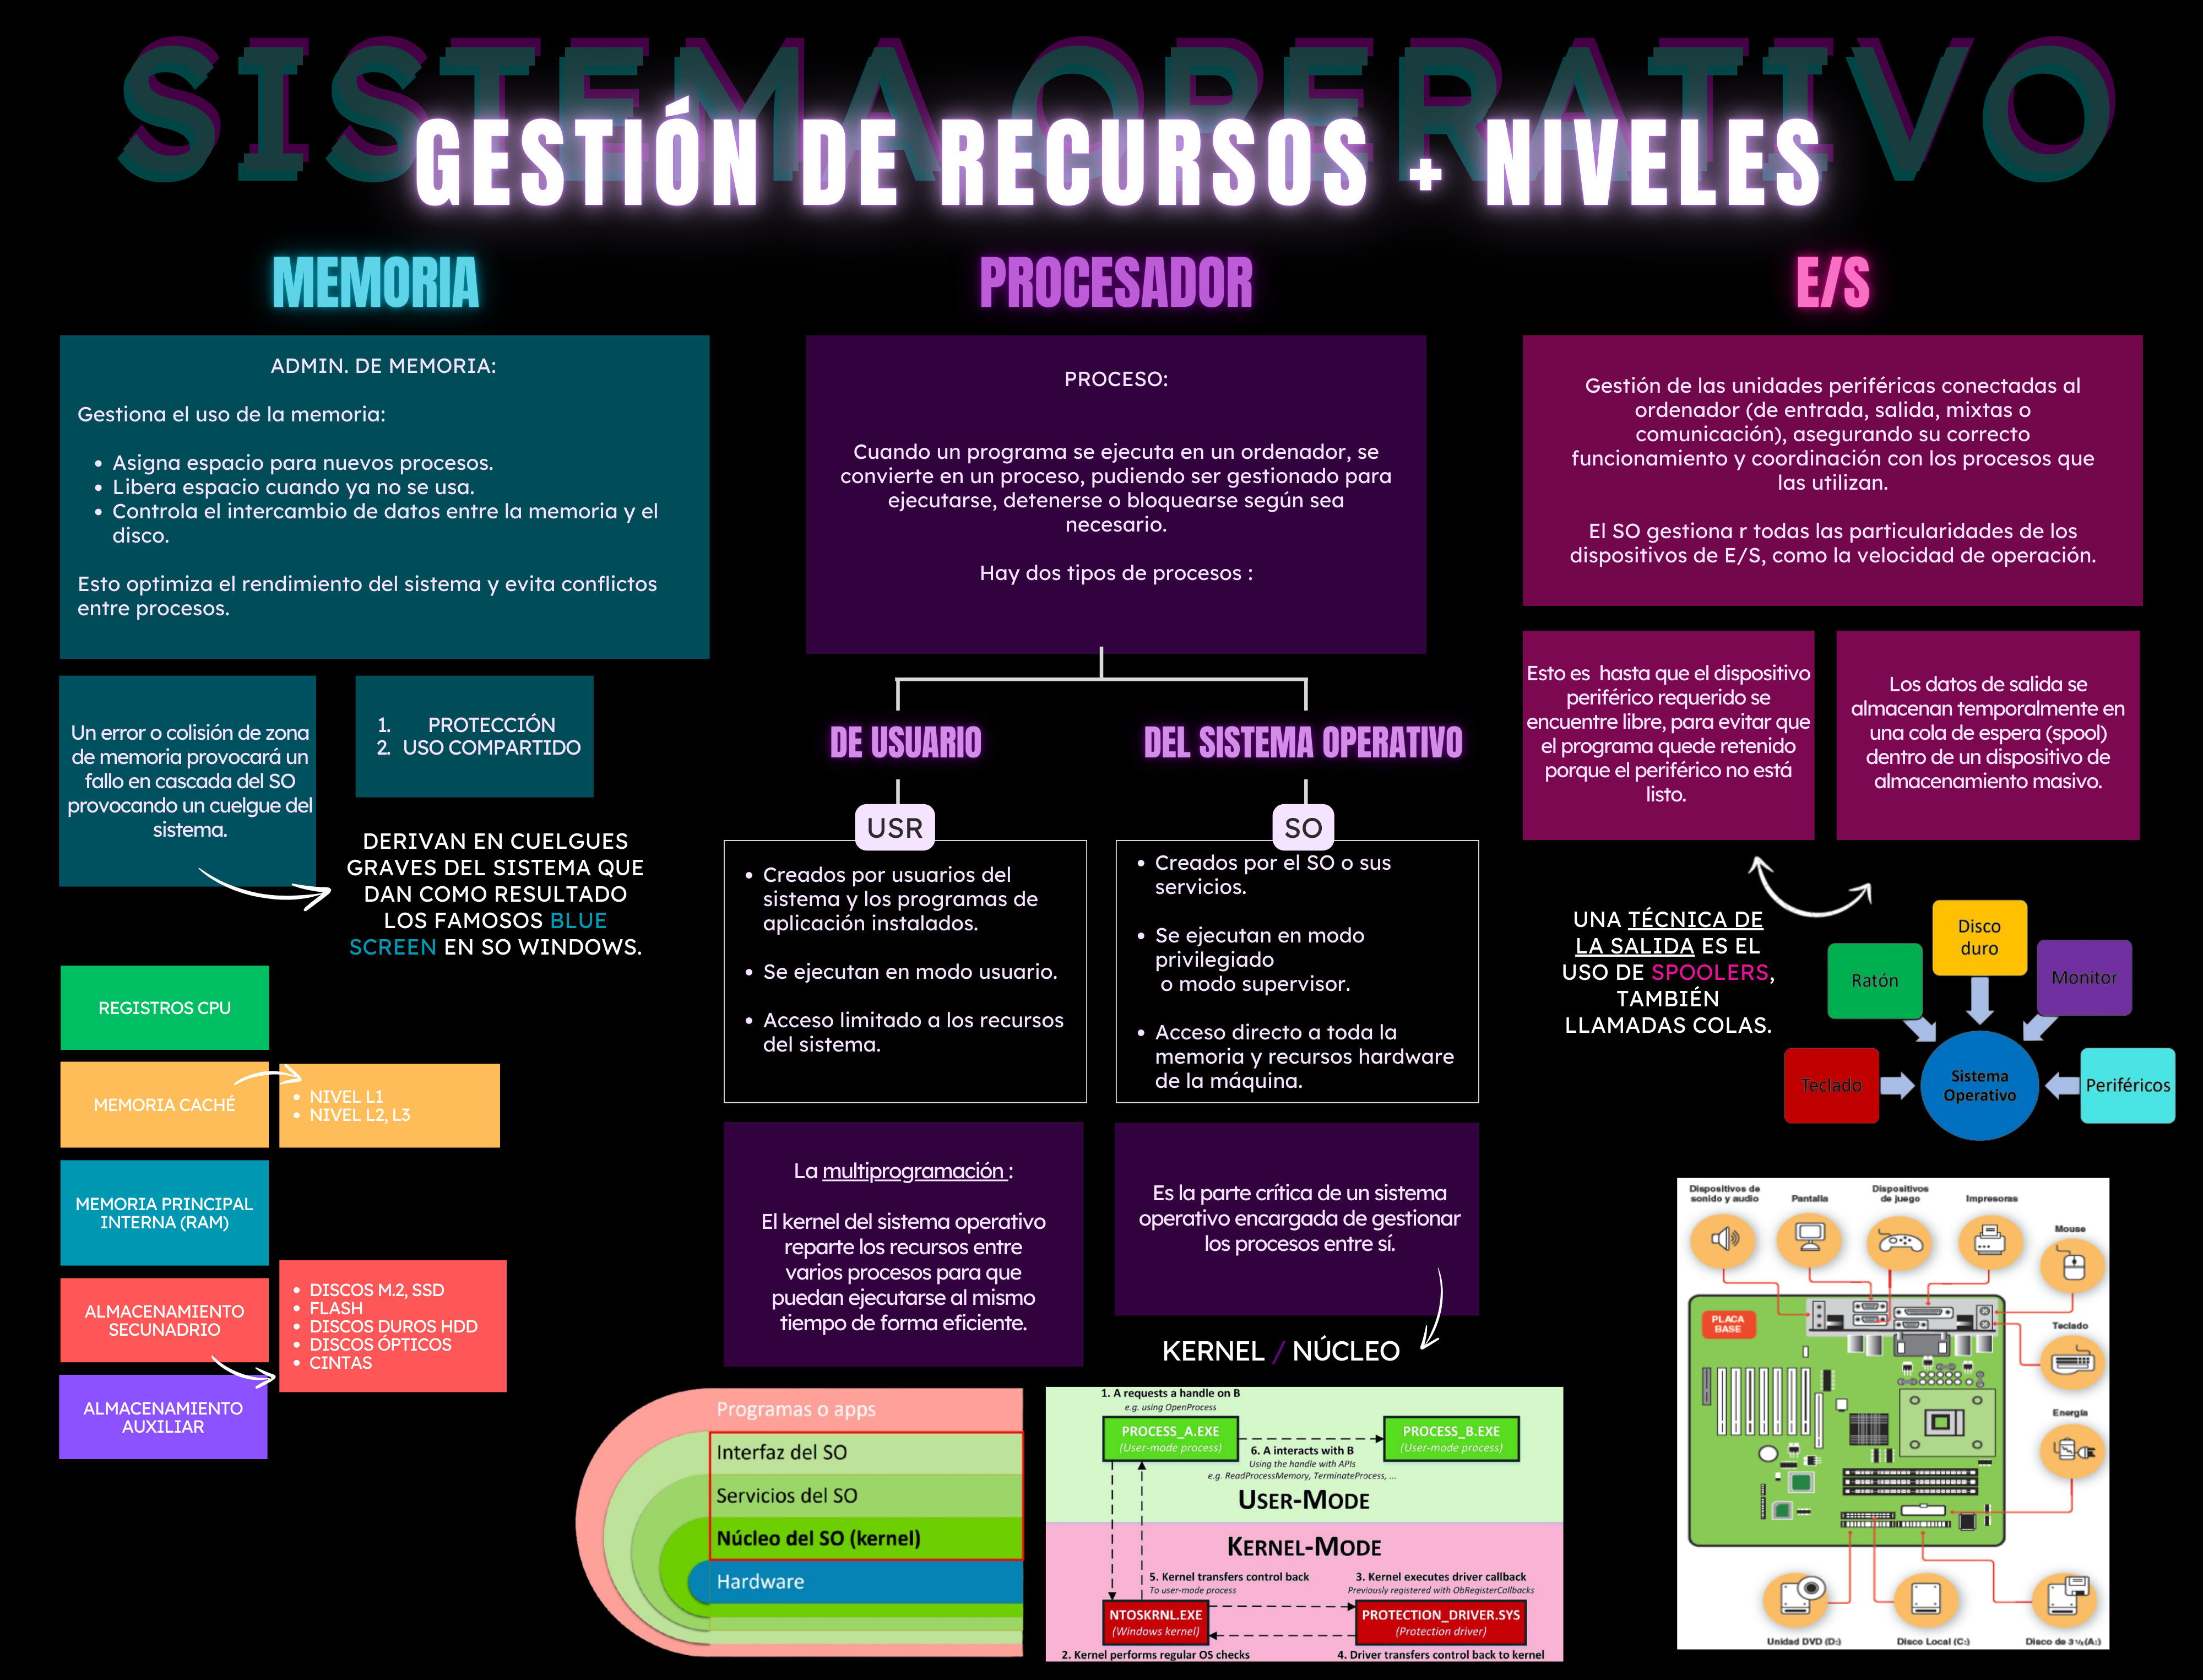 SISTEMA OPERATIVO
GESTIÓN DE RECURSOS + NIVELES
MEMORIA
ADMIN. DE MEMORIA:
Gestiona el uso de la memoria:
• Asigna espacio para nuevos procesos.
• Libera espacio cuando ya no se usa.
• Controla el intercambio de datos entre la memoria y el
disco.
Esto optimiza el rendimiento del sistema y evita conflictos
entre procesos.
Un error o colisión de zona
de memoria provocará un
fallo en cascada del SO
provocando un cuelgue del
sistema.
1. PROTECCIÓN
2. USO COMPARTIDO
DERIVAN EN CUELGUES
GRAVES DEL SISTEMA QUE
DAN COMO RESULTADO
LOS FAMOSOS BLUE
SCREEN EN SO WINDOWS.
REGISTROS CPU
MEMORIA CACHÉ
• NIVEL L1
• NIVEL L2, L3
MEMORIA PRINCIPAL
INTERNA (RAM)
ALMACENAMIENTO
SECUNADRIO
• DISCOS M.2, SSD
• FLASH
• DISCOS DUROS HDD
• DISCOS ÓPTICOS
• CINTAS
ALMACENAMIENTO
AUXILIAR
PROCESADOR
PROCESO:
Cuando un programa se ejecuta en un ordenador, se
convierte en un proceso, pudiendo ser gestionado para
ejecutarse, detenerse o bloquearse según sea
necesario.
Hay dos tipos de procesos :
DE USUARIO
USR
• Creados por usuarios del
sistema y los programas de
aplicación instalados.
• Se ejecutan en modo usuario.
• Acceso limitado a los recursos
del sistema.
DEL SISTEMA OPERATIVO
SO
• Creados por el SO o sus
servicios.
• Se ejecutan en modo
privilegiado
o modo supervisor.
• Acceso directo a toda la
memoria y recursos hardware
de la máquina.
La multiprogramación :
El kernel del sistema operativo
reparte los recursos entre
varios procesos para que
puedan ejecutarse al mismo
tiempo de forma eficiente.
Es la parte crítica de un sistema
operativo encargada de gestionar
los procesos entre sí.
KERNEL / NÚCLEO
Programas o apps
Interfaz del SO
Servicios del SO
Núcleo del SO (kernel)
Hardware
1. A requests a handle on B
e.g. using OpenProcess
PROCESS_A.EXE
(User-mode process)
PROCESS_B.EXE
(User-mode process)
6. A interacts with B
Using the handle with APIs
e.g. ReadProcessMemory, TerminateProcess, ...
USER-MODE
KERNEL-MODE
5. Kernel transfers control back
To user-mode process
3. Kernel executes driver callback
Previously registered with ObRegisterCallbacks
NTOSKRNL.EXE
(Windows kernel)
PROTECTION_DRIVER.SYS
(Protection driver)
2. Kernel performs regular OS checks
4. Driver transfers control back to kernel
E/S
Gestión de las unidades periféricas conectadas al
ordenador (de entrada, salida, mixtas o
comunicación), asegurando su correcto
funcionamiento y coordinación con los procesos que
las utilizan.
El SO gestiona r todas las particularidades de los
dispositivos de E/S, como la velocidad de operación.
Esto es hasta que el dispositivo
periférico requerido se
encuentre libre, para evitar que
el programa quede retenido
porque el periférico no está
listo.
Los datos de salida se
almacenan temporalmente en
una cola de espera (spool)
dentro de un dispositivo de
almacenamiento masivo.
UNA TÉCNICA DE
LA SALIDA ES EL
USO DE SPOOLERS,
TAMBIÉN
LLAMADAS COLAS.
Disco
duro
Ratón
Monitor
Teclado
Sistema
Operativo
Periféricos
Dispositivos de
sonido y audio
Pantalla
Dispositivos
de juego
Impresoras
Mouse
PLACA
BASE
Teclado
Energía
Unidad DVD (D:)
Disco Local (C:)
Disco de 3 ½ (A:)